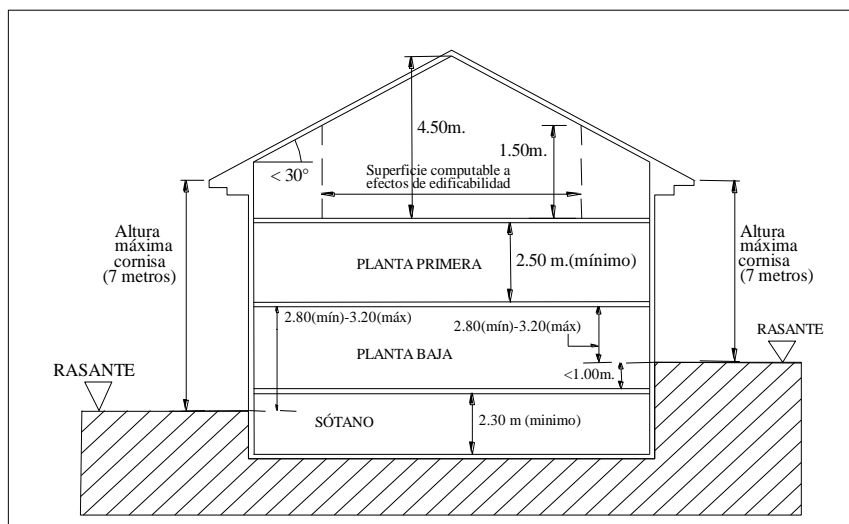 4.50m.
1.50m.
< 30°
Superficie computable a
efectos de edificabilidad
Altura
máxima
cornisa
(7 metros)
Altura
máxima
cornisa
(7 metros)
PLANTA PRIMERA
2.50 m.(mínimo)
2.80(mín)-3.20(máx)
2.80(mín)-3.20(máx)
RASANTE
PLANTA BAJA
<1.00m.
RASANTE
SÓTANO
2.30 m (minimo)